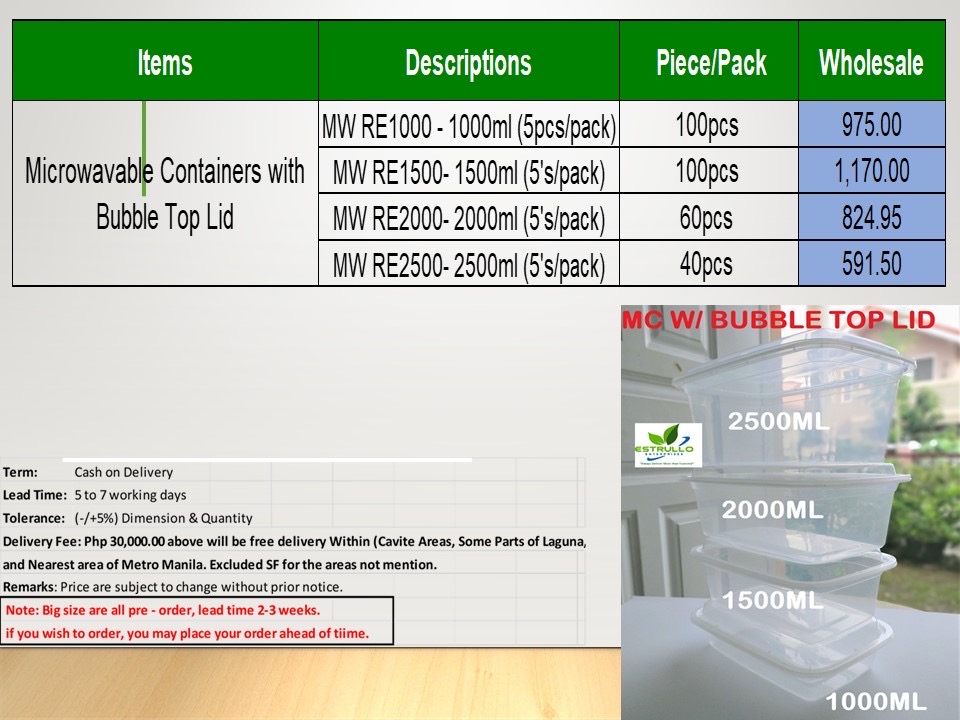 Items Descriptions Piece/Pack Wholesale
Microwavable Containers with
Bubble Top Lid
MW RE1000 - 1000ml (5pcs/pack) 100pcs 975.00
MW RE1500- 1500ml (5's/pack) 100pcs 1,170.00
MW RE2000- 2000ml (5's/pack) 60pcs 824.95
MW RE2500- 2500ml (5's/pack) 40pcs 591.50
MC W/ BUBBLE TOP LID
2500ML
ESTRULLO
ENTERPRISES
2000ML
1500ML
1000ML
Term: Cash on Delivery
Lead Time: 5 to 7 working days
Tolerance: (-/+5%) Dimension & Quantity
Delivery Fee: Php 30,000.00 above will be free delivery Within (Cavite Areas, Some Parts of Laguna,
and Nearest area of Metro Manila. Excluded SF for the areas not mention.
Remarks: Price are subject to change without prior notice.
Note: Big size are all pre - order, lead time 2-3 weeks.
if you wish to order, you may place your order ahead of tiime.